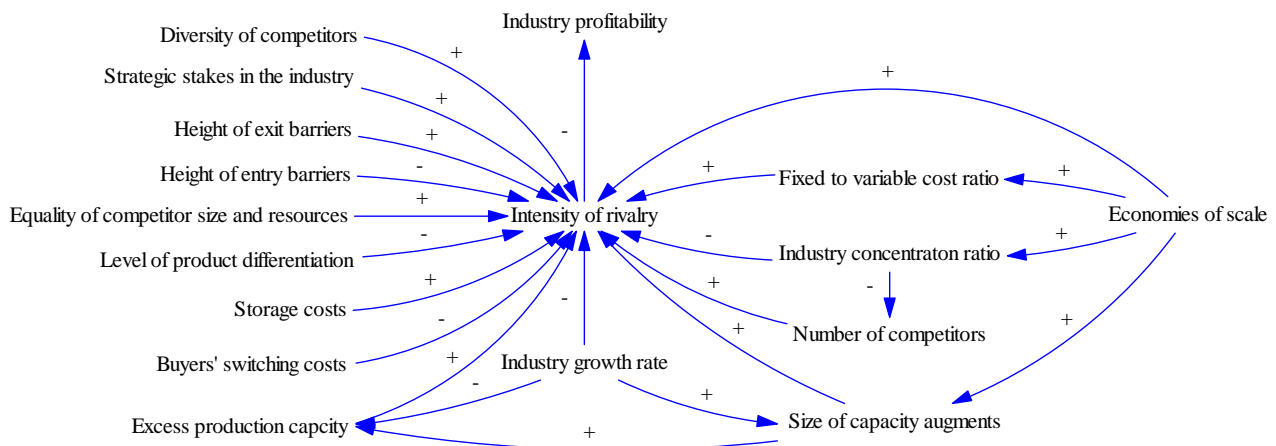 Industry profitability
Diversity of competitors
+
Strategic stakes in the industry
+
+
Height of exit barriers
+
-
-
Height of entry barriers
+
Fixed to variable cost ratio
+
+
Equality of competitor size and resources
Intensity of rivalry
Economies of scale
-
-
+
Level of product differentiation
Industry concentraton ratio
+
+
-
Storage costs
-
-
Number of competitors
+
+
Buyers' switching costs
+
Industry growth rate
-
+
Excess production capcity
Size of capacity augments
+